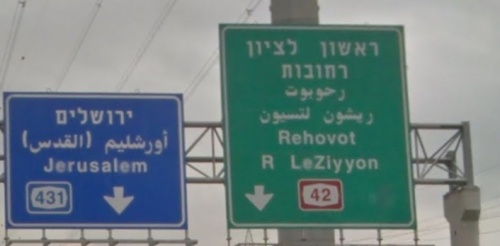 ירושלים
أورشليم (القدس)
Jerusalem
431
ראשון לציון
רחובות
رحوبوت
ريشون لتسيون
Rehovot
R LeZiyyon
42